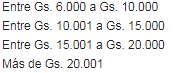 Entre Gs. 6.000 a Gs. 10.000
Entre Gs. 10.001 a Gs. 15.000
Entre Gs. 15.001 a Gs. 20.000
Más de Gs. 20.001